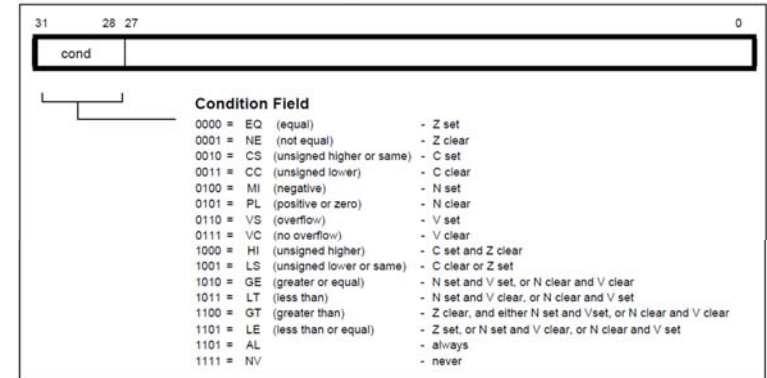 31 28 27 0
cond
Condition Field
0000 = EQ (equal) - Z set
0001 = NE (not equal) - Z clear
0010 = CS (unsigned higher or same) - C set
0011 = CC (unsigned lower) - C clear
0100 = MI (negative) - N set
0101 = PL (positive or zero) - N clear
0110 = VS (overflow) - V set
0111 = VC (no overflow) - V clear
1000 = HI (unsigned higher) - C set and Z clear
1001 = LS (unsigned lower or same) - C clear or Z set
1010 = GE (greater or equal) - N set and V set, or N clear and V clear
1011 = LT (less than) - N set and V clear, or N clear and V set
1100 = GT (greater than) - Z clear, and either N set and Vset, or N clear and V clear
1101 = LE (less than or equal) - Z set, or N set and V clear, or N clear and V set
1101 = AL - always
1111 = NV - never